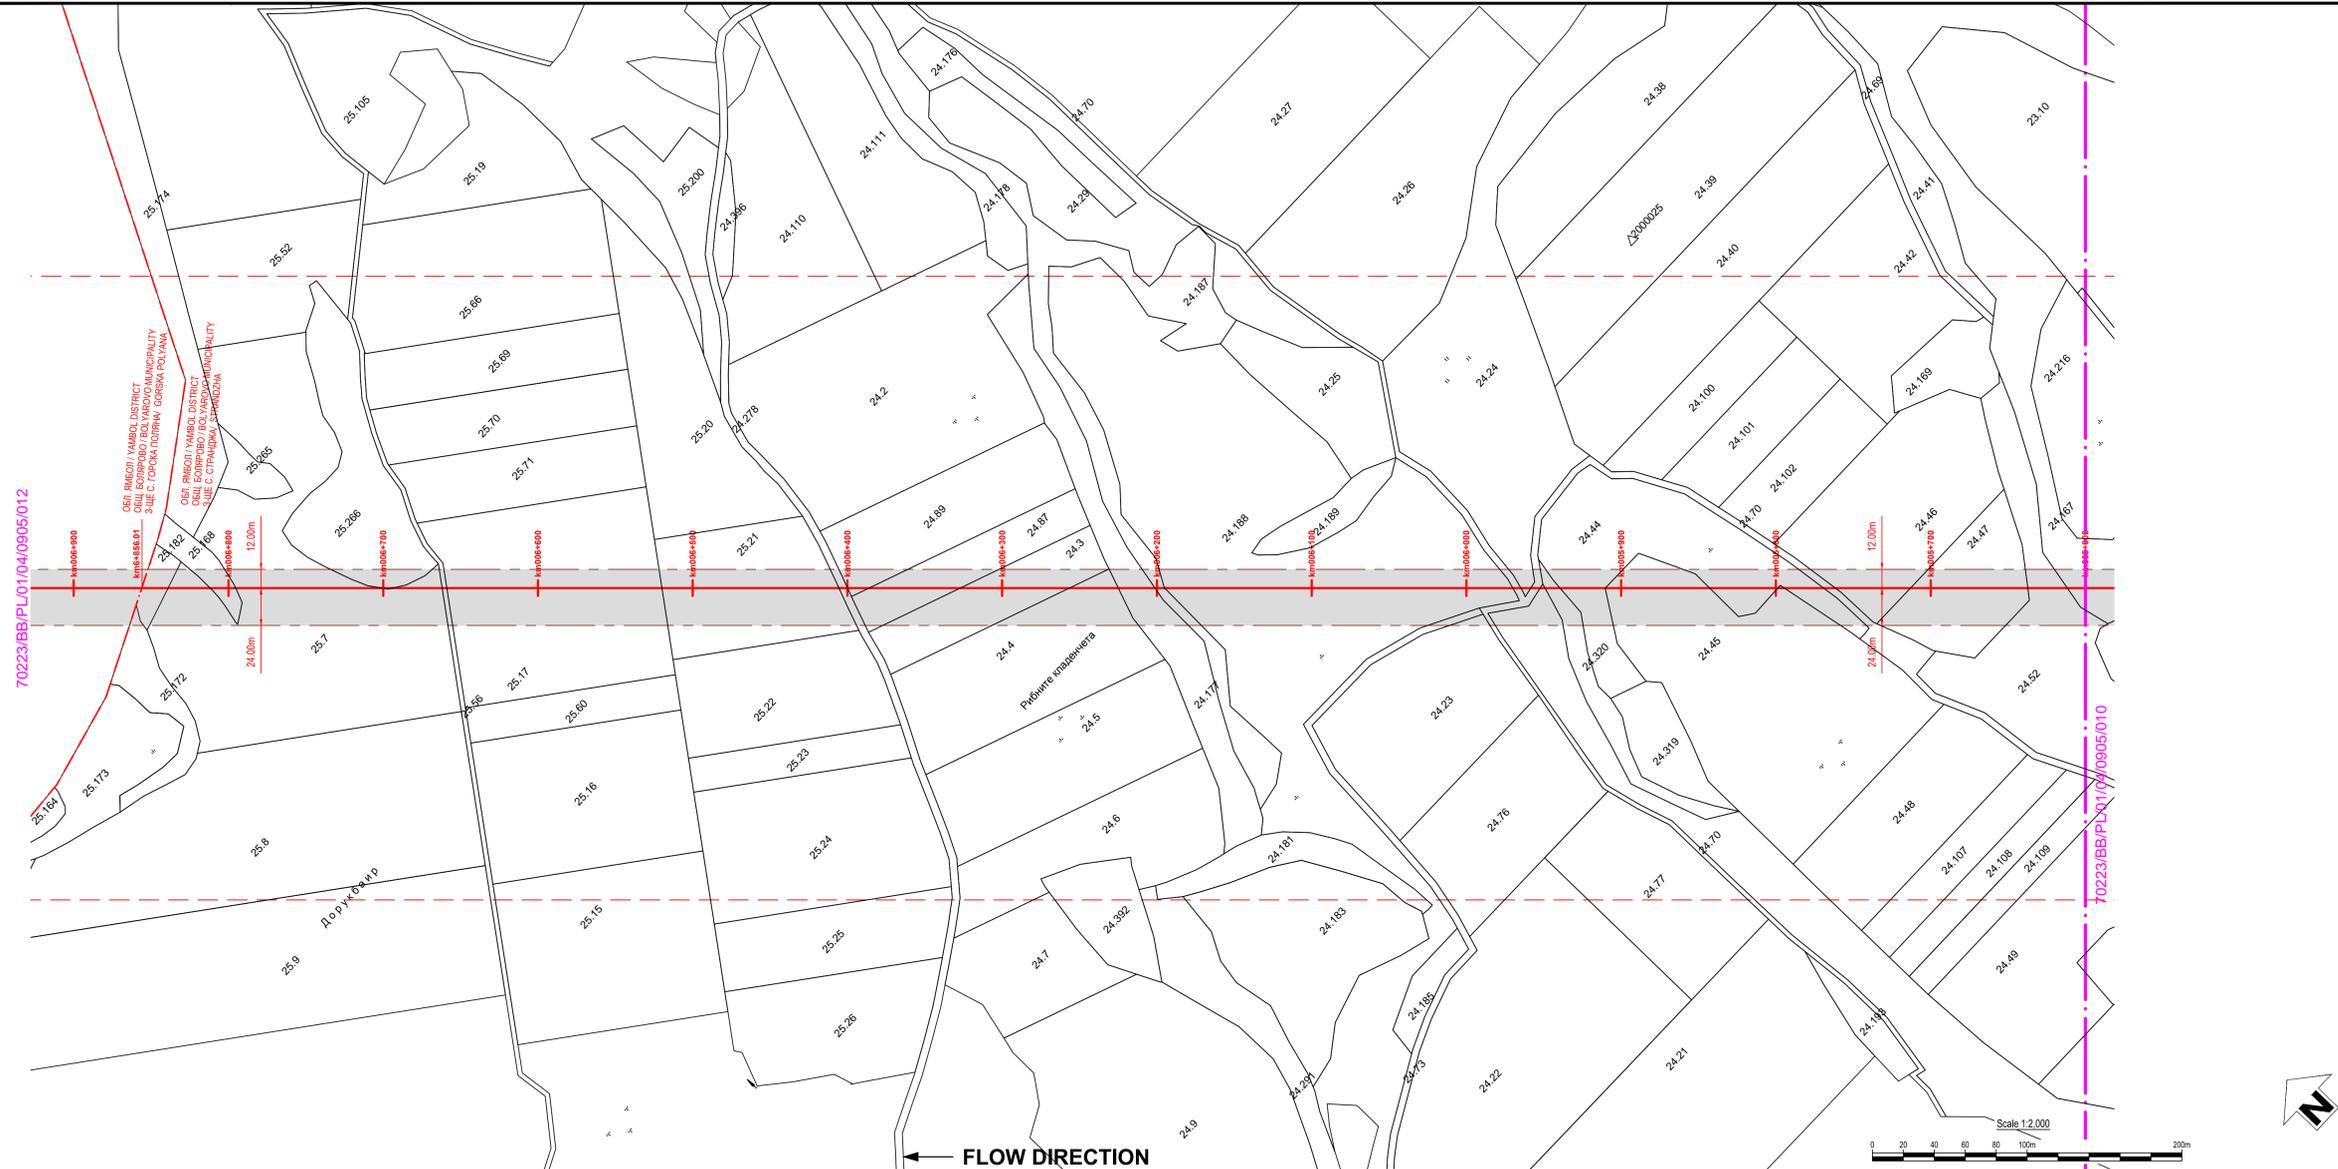 24.176
24.69
24.38
23.10
25.105
24.70
24.27
24.111
25.19
25.200
24.39
24.41
24.26
25.174
24.178
24.29
24.396
2000025
24.110
25.52
24.40
24.42
24.187
25.66
25.69
24.216
24.25
24.24
24.169
24.2
24.100
25.70
25.20
24.278
24.101
25.265
25.71
24.102
ОБЛ. ЯМБОЛ / YAMBOL DISTRICT
ОБЩ. БОЛЯРОВО / BOLYAROVO MUNICIPALITY
З-ЩЕ С. ГОРСКА ПОЛЯНА/ GORSKA POLYANA
ОБЛ. ЯМБОЛ / YAMBOL DISTRICT
ОБЩ. БОЛЯРОВО / BOLYAROVO MUNICIPALITY
З-ЩЕ С. СТРАНДЖА/ STRANDZHA
70223/BB/PL/01/04/0905/012
25.266
24.89
24.87
24.188
24.189
24.44
24.70
24.46
24.47
24.167
25.182
25.168
25.21
24.3
12.00m
12.00m
km006+900
km6+856.01
km006+800
km006+700
km006+600
km006+500
km006+400
km006+300
km006+200
km006+100
km006+000
km005+900
km005+800
km005+700
km005+600
24.00m
24.00m
25.7
24.4
Рибните кладенчета
24.320
24.45
25.172
25.17
24.177
24.52
25.56
25.60
25.22
24.5
24.23
24.319
25.23
25.173
25.164
25.16
24.6
24.76
24.48
70223/BB/PL/01/04/0905/010
25.8
25.24
24.181
24.70
24.107
24.108
24.109
Дорукбаир
24.77
25.15
24.392
24.183
25.25
25.9
24.7
24.49
24.185
25.26
24.193
24.21
24.73
24.22
24.291
24.9
FLOW DIRECTION
Scale 1:2,000
0 20 40 60 80 100m 200m
N